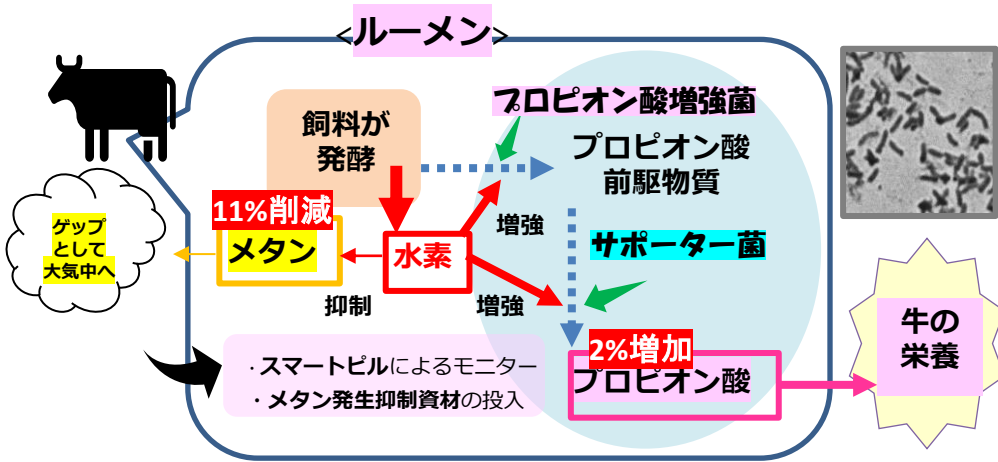 <ルーメン>
プロピオン酸増強菌
飼料が
発酵
プロピオン酸
前駆物質
11%削減
メタン
水素
増強
サポーター菌
ゲップ
として
大気中へ
抑制
増強
2%増加
プロピオン酸
牛の
栄養
・スマートピルによるモニター
・メタン発生抑制資材の投入